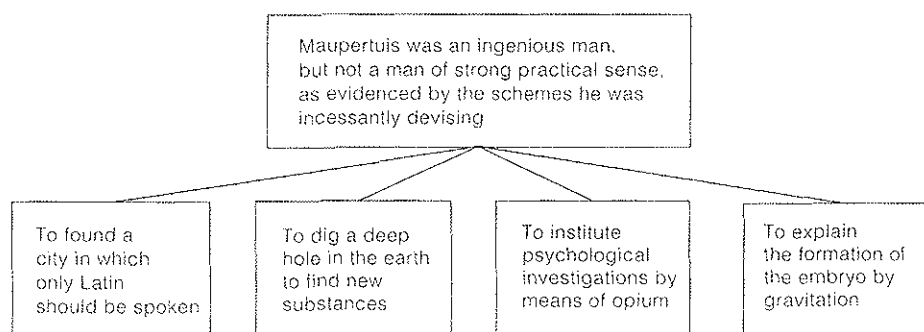 Maupertuis was an ingenious man,
but not a man of strong practical sense,
as evidenced by the schemes he was
incessantly devising
To found a
city in which
only Latin
should be spoken
To dig a deep
hole in the earth
to find new
substances
To institute
psychological
investigations by
means of opium
To explain
the formation of
the embryo by
gravitation